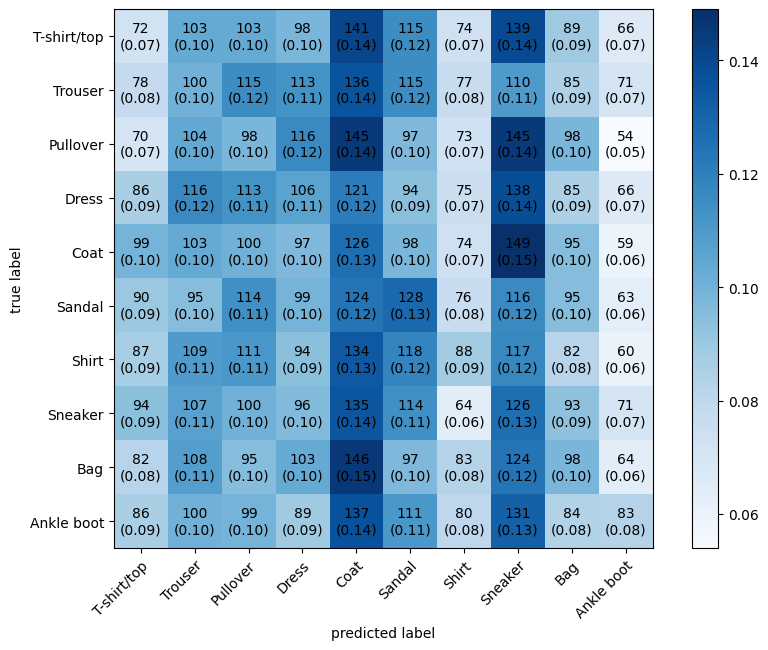 T-shirt/top 72 103 103 98 141 115 74 139 89 66
(0.07) (0.10) (0.10) (0.10) (0.14) (0.12) (0.07) (0.14) (0.09) (0.07)
Trouser 78 100 115 113 136 115 77 110 85 71
(0.08) (0.10) (0.12) (0.11) (0.14) (0.12) (0.08) (0.11) (0.09) (0.07)
Pullover 70 104 98 116 145 97 73 145 98 54
(0.07) (0.10) (0.10) (0.12) (0.14) (0.10) (0.07) (0.14) (0.10) (0.05)
Dress 86 116 113 106 121 94 75 138 85 66
(0.09) (0.12) (0.11) (0.11) (0.12) (0.09) (0.07) (0.14) (0.09) (0.07)
Coat 99 103 100 97 126 98 74 149 95 59
(0.10) (0.10) (0.10) (0.10) (0.13) (0.10) (0.07) (0.15) (0.10) (0.06)
Sandal 90 95 114 99 124 128 76 116 95 63
(0.09) (0.10) (0.11) (0.10) (0.12) (0.13) (0.08) (0.12) (0.10) (0.06)
Shirt 87 109 111 94 134 118 88 117 82 60
(0.09) (0.11) (0.11) (0.09) (0.13) (0.12) (0.09) (0.12) (0.08) (0.06)
Sneaker 94 107 100 96 135 114 64 126 93 71
(0.09) (0.11) (0.10) (0.10) (0.14) (0.11) (0.06) (0.13) (0.09) (0.07)
Bag 82 108 95 103 146 97 83 124 98 64
(0.08) (0.11) (0.10) (0.10) (0.15) (0.10) (0.08) (0.12) (0.10) (0.06)
Ankle boot 86 100 99 89 137 111 80 131 84 83
(0.09) (0.10) (0.10) (0.09) (0.14) (0.11) (0.08) (0.13) (0.08) (0.08)
T-shirt/top Trouser Pullover Dress Coat Sandal Shirt Sneaker Bag Ankle boot
predicted label
true label
0.14
0.12
0.10
0.08
0.06